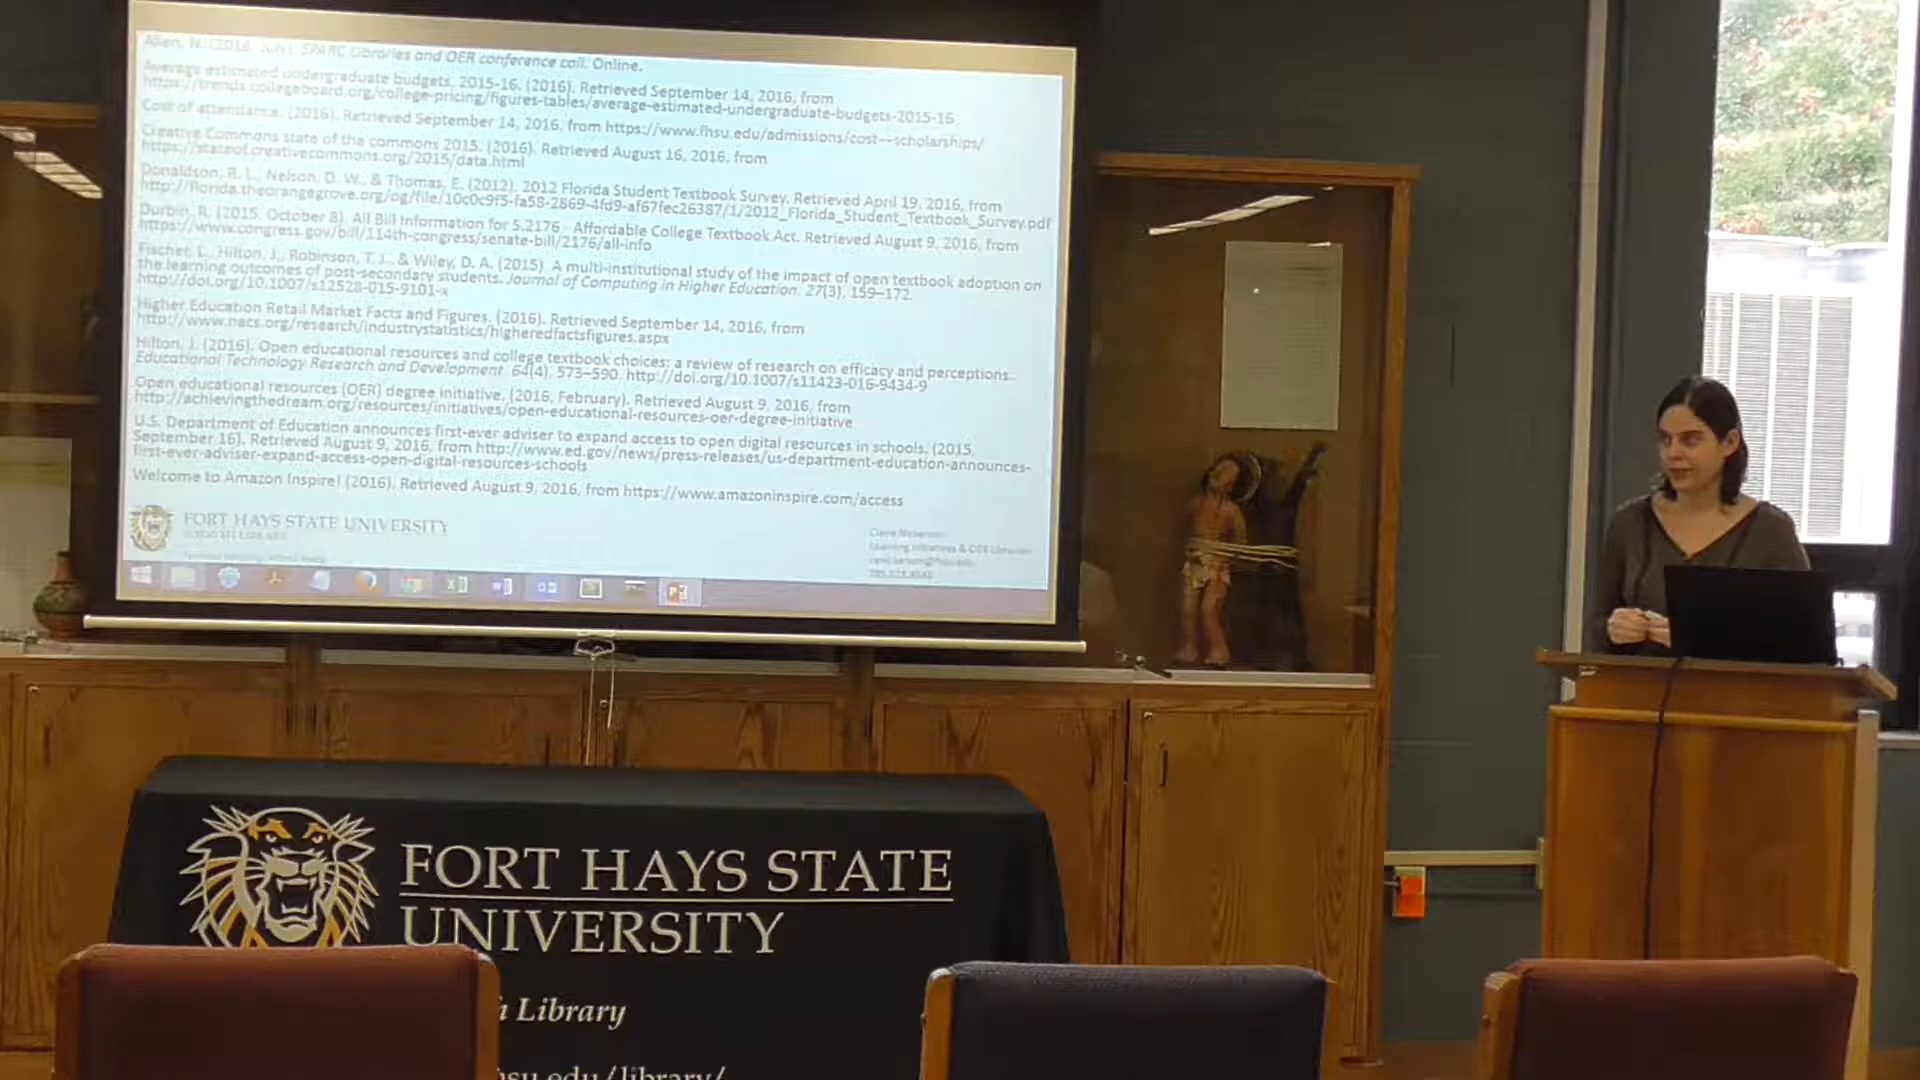 Allen, N. (2016, July). SPARC Libraries and OER conference call. Online.
Average estimated undergraduate budgets, 2015-16. (2016). Retrieved September 14, 2016, from
https://trends.collegeboard.org/college-pricing/figures-tables/average-estimated-undergraduate-budgets-2015-16
Cost of attendance. (2016). Retrieved September 14, 2016, from https://www.fhsu.edu/admissions/cost—scholarships/
Creative Commons state of the commons 2015. (2016). Retrieved August 16, 2016, from
https://stateof.creativecommons.org/2015/data.html
Donaldson, R. L., Nelson, D. W., & Thomas, E. (2012). 2012 Florida Student Textbook Survey. Retrieved April 19, 2016, from
http://florida.theorangegrove.org/og/file/10c0c9f5-fa58-2869-4fd9-af67fec26387/1/2012_Florida_Student_Textbook_Survey.pdf
Durbin, R. (2015, October 8). All Bill Information for S.2176 - Affordable College Textbook Act. Retrieved August 9, 2016, from
https://www.congress.gov/bill/114th-congress/senate-bill/2176/all-info
Fischer, L., Hilton, J., Robinson, T. J., & Wiley, D. A. (2015). A multi-institutional study of the impact of open textbook adoption on
the learning outcomes of post-secondary students. Journal of Computing in Higher Education, 27(3), 159–172.
http://doi.org/10.1007/s12528-015-9101-x
Higher Education Retail Market Facts and Figures. (2016). Retrieved September 14, 2016, from
http://www.nacs.org/research/industrystatistics/higheredfactsfigures.aspx
Hilton, J. (2016). Open educational resources and college textbook choices: a review of research on efficacy and perceptions.
Educational Technology Research and Development, 64(4), 573–590. http://doi.org/10.1007/s11423-016-9434-9
Open educational resources (OER) degree initiative. (2016, February). Retrieved August 9, 2016, from
http://achievingthedream.org/resources/initiatives/open-educational-resources-oer-degree-initiative
U.S. Department of Education announces first-ever adviser to expand access to open digital resources in schools. (2015,
September 16). Retrieved August 9, 2016, from http://www.ed.gov/news/press-releases/us-department-education-announces-
first-ever-adviser-expand-access-open-digital-resources-schools
Welcome to Amazon Inspire! (2016). Retrieved August 9, 2016, from https://www.amazoninspire.com/access
FORT HAYS STATE UNIVERSITY
FORSYTH LIBRARY
Learning Initiatives & OER Librarian
FORT HAYS STATE
UNIVERSITY
Library
hsu.edu/library/